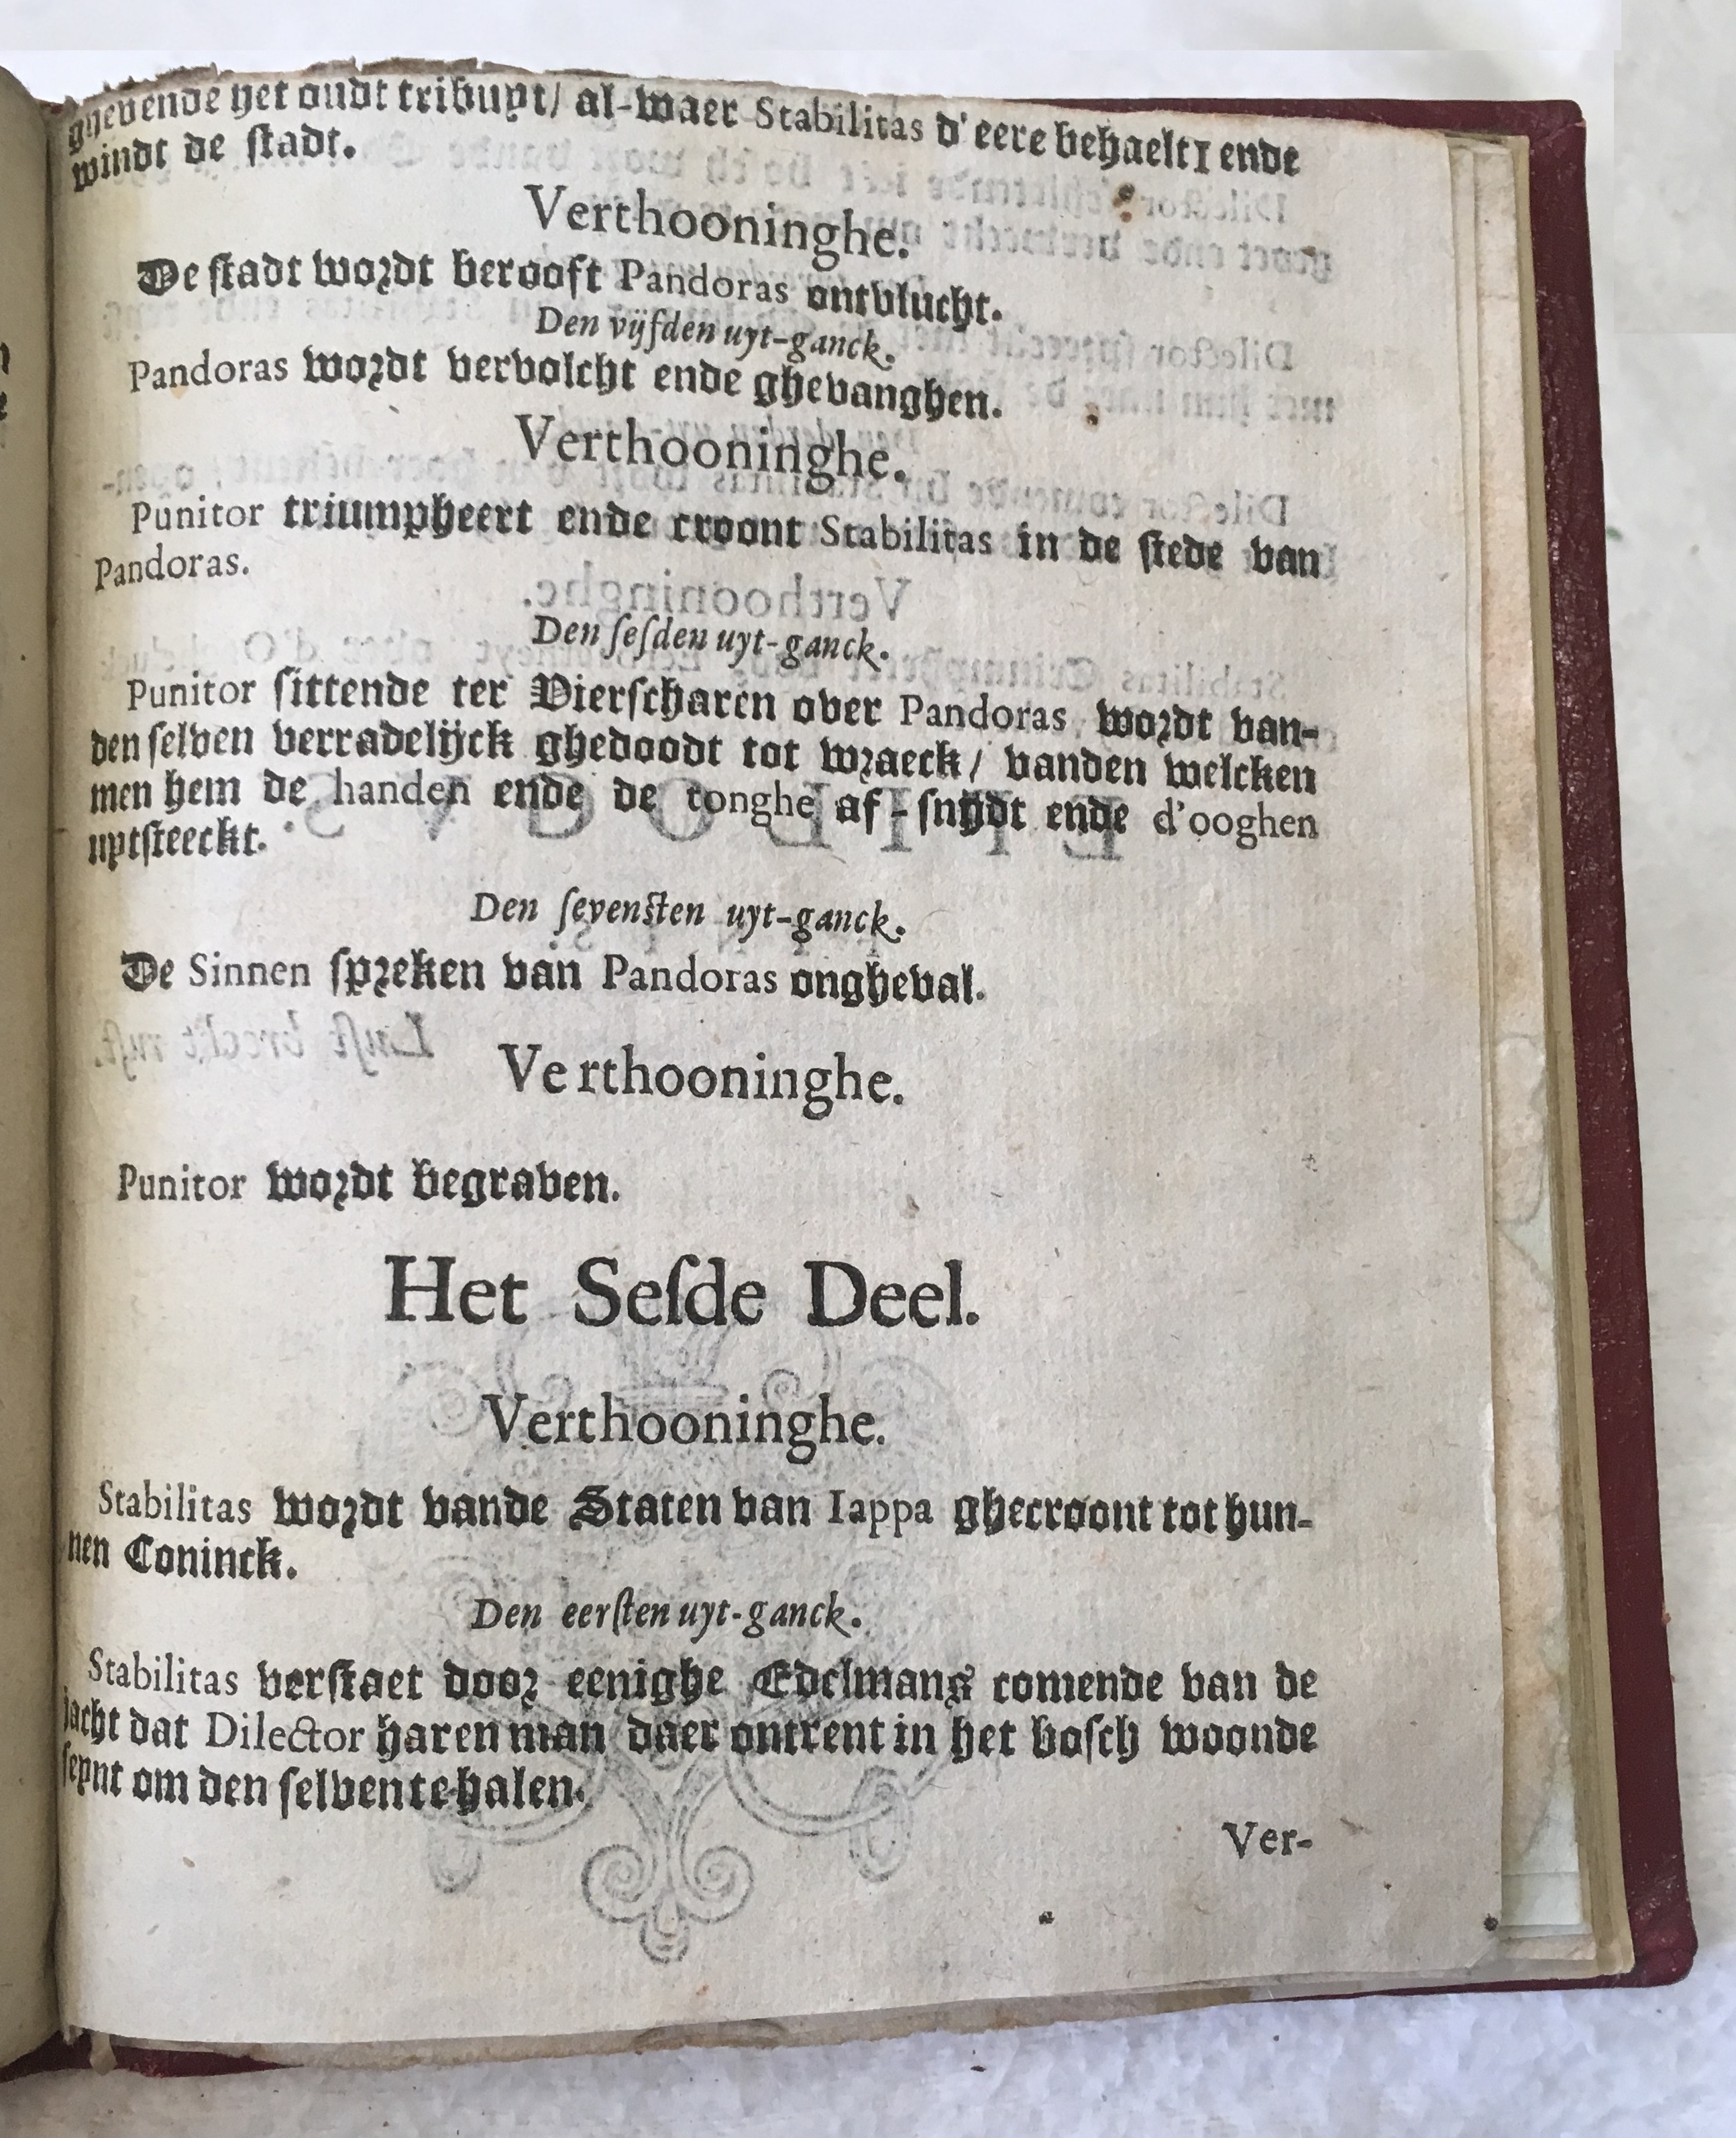 ghevende het oudt tribuyt/ al-waer Stabilitas d'eere behaelt I ende
windt de stadt.
Verthooninghe.
De stadt wordt berooft Pandoras ontvlucht.
Den vijfden uyt-ganck.
Pandoras wordt vervolcht ende ghevanghen.
Verthooninghe.
Punitor triumpheert ende croont Stabilitas in de stede van
Pandoras.
Den seſden uyt-ganck.
Punitor sittende ter Vierscharen over Pandoras wordt van-
den selven verradelijck ghedoodt tot wraeck/ vanden welcken
men hem de handen ende de tonghe af-snijdt ende d'ooghen
uytsteeckt.
Den ſevenſten uyt-ganck.
De Sinnen spreken van Pandoras ongheval.
Verthooninghe.
Punitor wordt begraven.
Het Seſde Deel.
Verthooninghe.
Stabilitas wordt vande Staten van Iappa ghecroont tot hun-
nen Coninck.
Den eerſten uyt-ganck.
Stabilitas verstaet door eenighe Edelmans comende van de
jacht dat Dilector haren man daer ontrent in het bosch woonde
seynt om den selven te halen.
Ver-